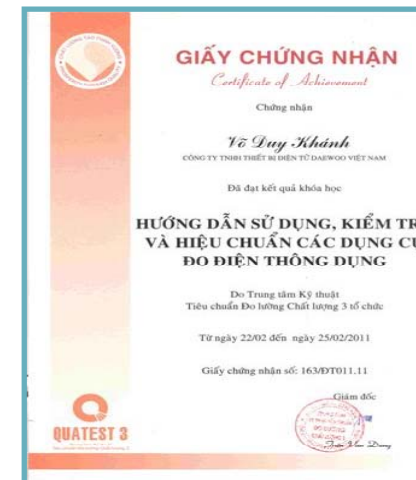 GIẤY CHỨNG NHẬN
Certificate of Achievement
Chứng nhận
Võ Duy Khánh
CÔNG TY TNHH THIẾT BỊ ĐIỆN TỬ DAEWOO VIỆT NAM
Đã đạt kết quả khóa học
HƯỚNG DẪN SỬ DỤNG, KIỂM TR
VÀ HIỆU CHUẨN CÁC DỤNG CỤ
ĐO ĐIỆN THÔNG DỤNG
Do Trung tâm Kỹ thuật
Tiêu chuẩn Đo lường Chất lượng 3 tổ chức
Từ ngày 22/02 đến ngày 25/02/2011
Giấy chứng nhận số: 163/ĐT011.11
Giám đốc
QUATEST 3